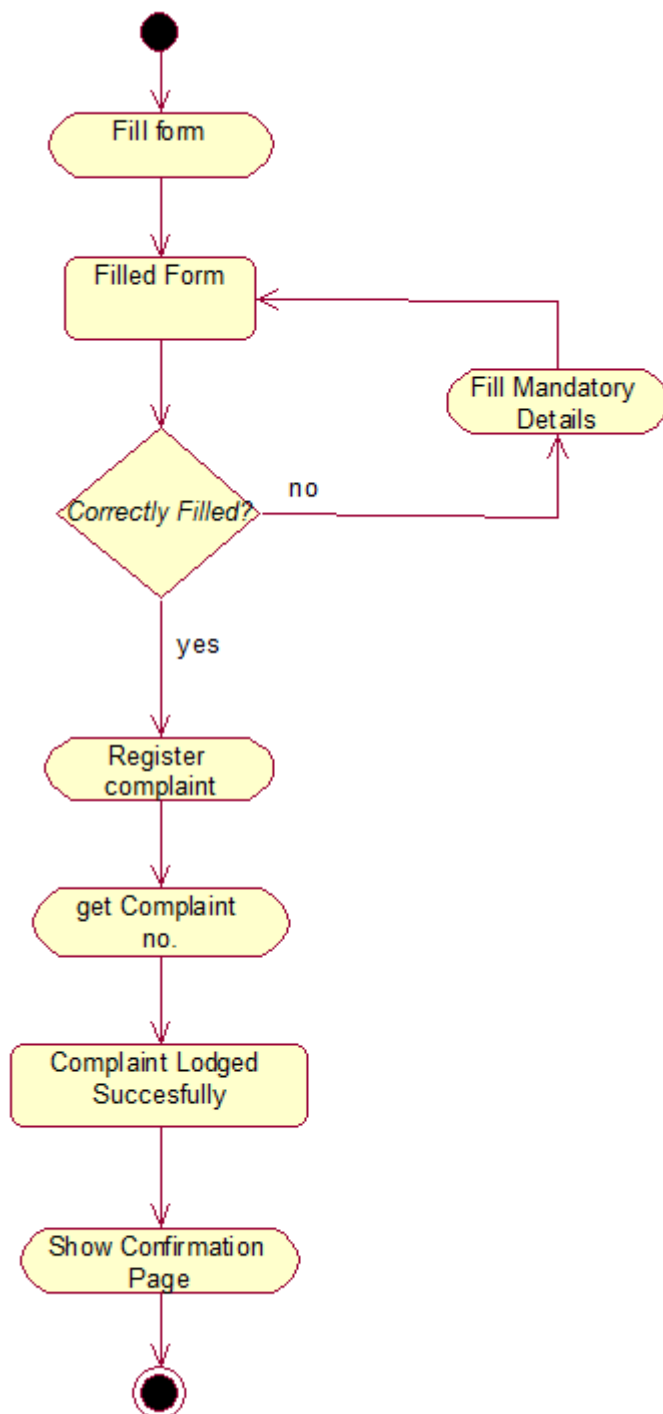 Fill form
Filled Form
Fill Mandatory
Details
Correctly Filled?
no
yes
Register
complaint
get Complaint
no.
Complaint Lodged
Succesfully
Show Confirmation
Page